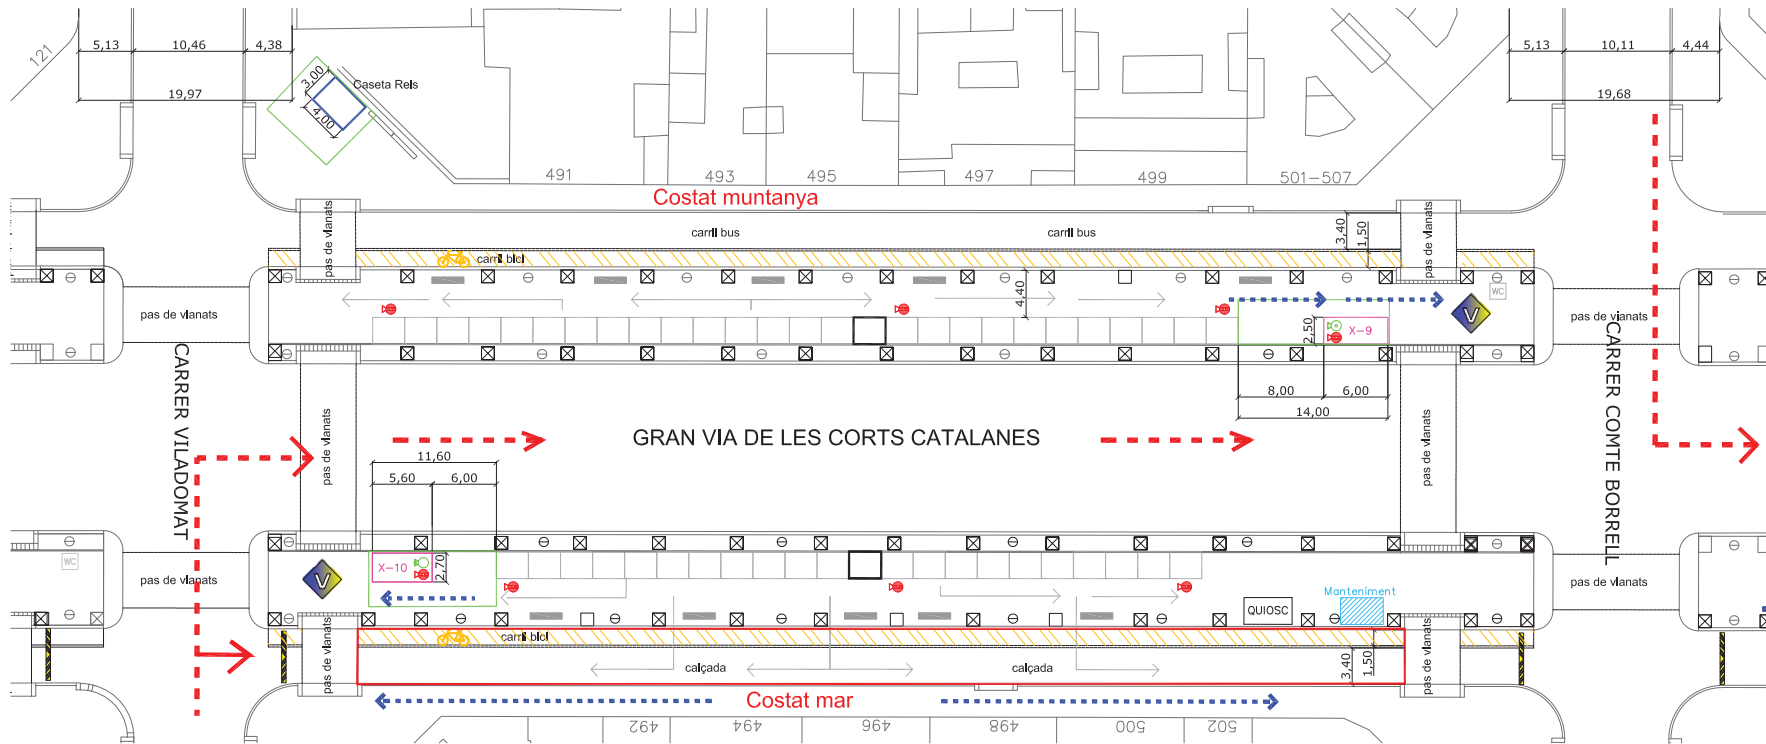 121
5,13
10,46
4,38
19,97
3,00
4,00
Caseta Reis
5,13
10,11
4,44
19,68
491
493
495
497
499
501-507
Costat muntanya
pas de vianats
carril bus
carril bus
3,40
1,50
pas de vianats
carril bici
4,40
WC
V
pas de vianats
2,50
X-9
pas de vianats
CARRER VILADOMAT
CARRER COMTE BORRELL
8,00
6,00
14,00
pas de vianats
GRAN VIA DE LES CORTS CATALANES
pas de vianats
11,60
5,60
6,00
WC
pas de vianats
V
X-10
2,70
Manteniment
QUIOSC
pas de vianats
pas de vianats
carril bici
calçada
calçada
3,40
1,50
pas de vianats
Costat mar
492
494
496
498
500
502